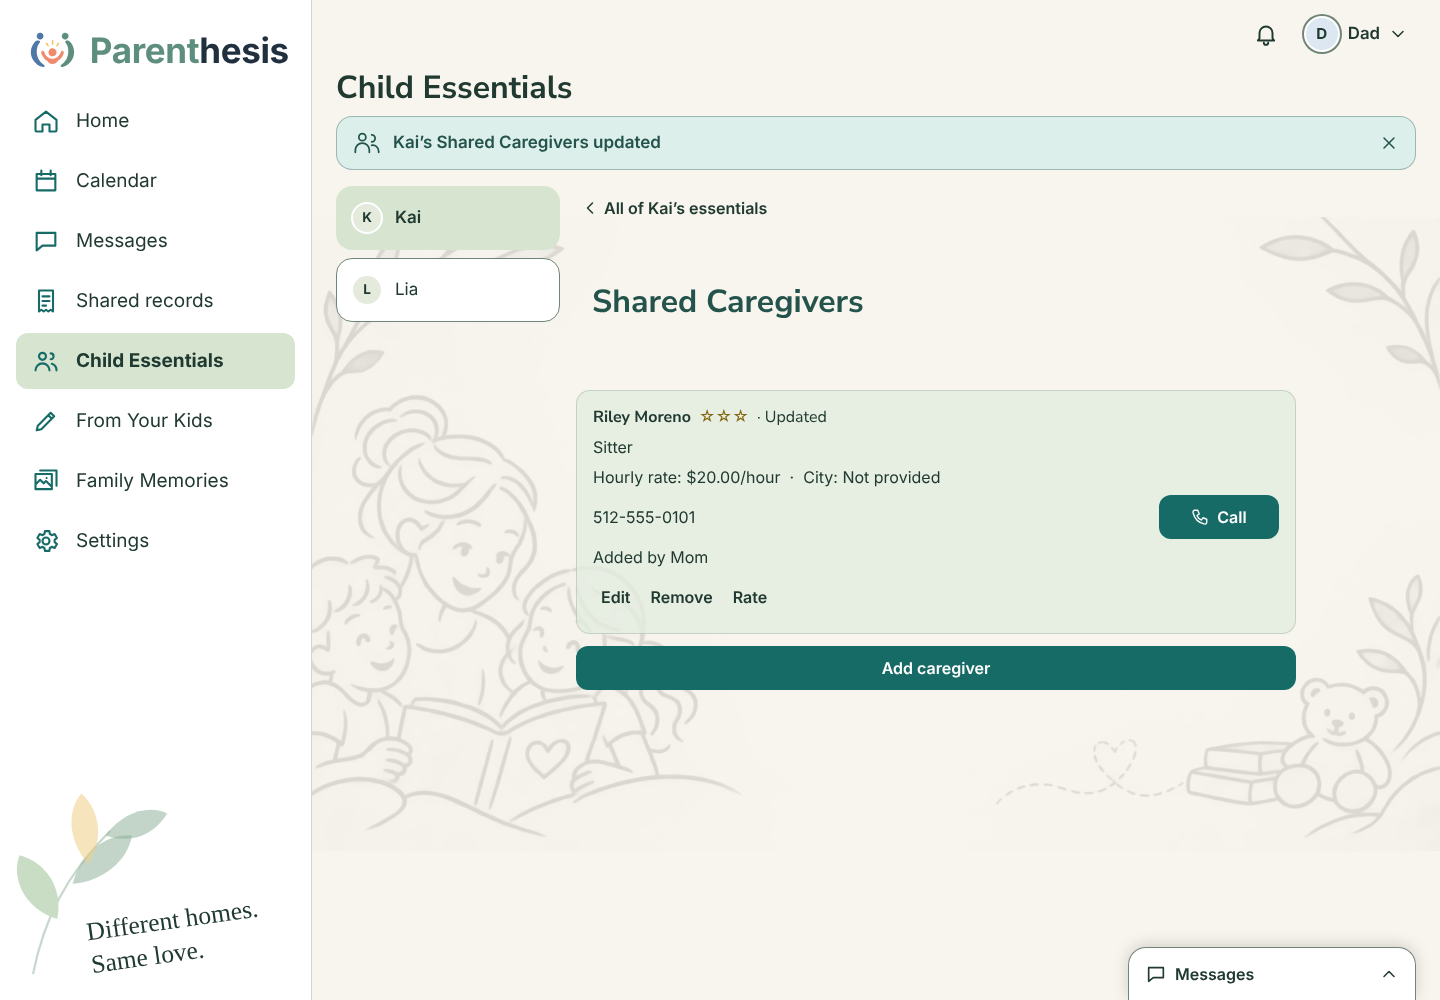 Parenthesis
Home
Calendar
Messages
Shared records
Child Essentials
From Your Kids
Family Memories
Settings
Different homes.
Same love.
D Dad
Child Essentials
Kai’s Shared Caregivers updated
K Kai
L Lia
All of Kai’s essentials
Shared Caregivers
Riley Moreno ☆☆☆ · Updated
Sitter
Hourly rate: $20.00/hour · City: Not provided
512-555-0101
Call
Added by Mom
Edit Remove Rate
Add caregiver
Messages